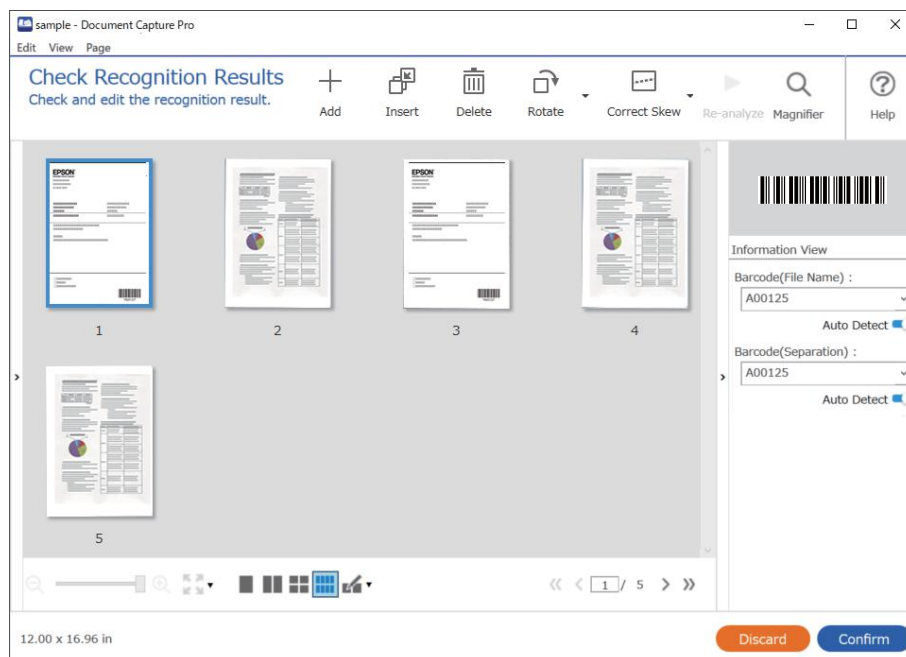 sample - Document Capture Pro
Edit View Page
Check Recognition Results
Check and edit the recognition result.
Add
Insert
Delete
Rotate
Correct Skew
Re-analyze
Magnifier
Help
EPSON
EPSON
1
2
3
4
5
Information View
Barcode(File Name) :
A00125
Auto Detect
Barcode(Separation) :
A00125
Auto Detect
1 / 5
12.00 x 16.96 in
Discard
Confirm